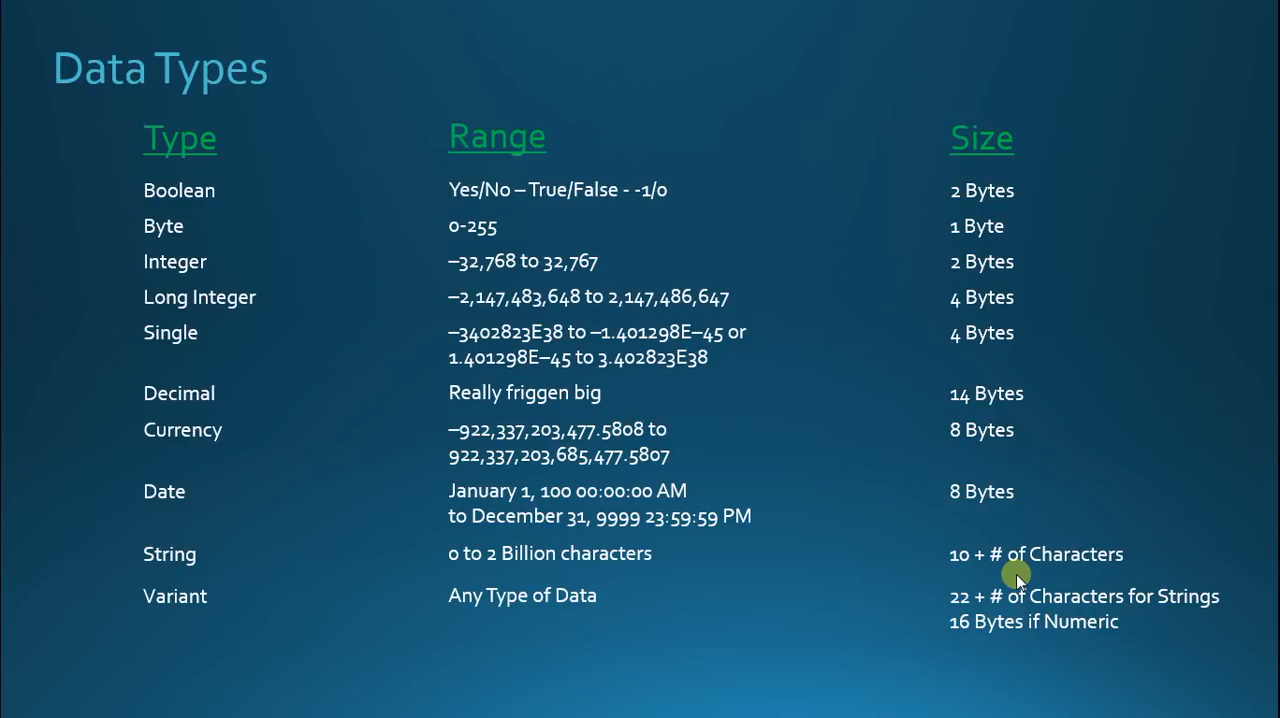 Data Types
Type Range Size
Boolean Yes/No – True/False - -1/0 2 Bytes
Byte 0-255 1 Byte
Integer –32,768 to 32,767 2 Bytes
Long Integer –2,147,483,648 to 2,147,486,647 4 Bytes
Single –3402823E38 to –1.401298E–45 or 4 Bytes
1.401298E–45 to 3.402823E38
Decimal Really friggen big 14 Bytes
Currency –922,337,203,477.5808 to 8 Bytes
922,337,203,685,477.5807
Date January 1, 100 00:00:00 AM 8 Bytes
to December 31, 9999 23:59:59 PM
String 0 to 2 Billion characters 10 + # of Characters
Variant Any Type of Data 22 + # of Characters for Strings
16 Bytes if Numeric